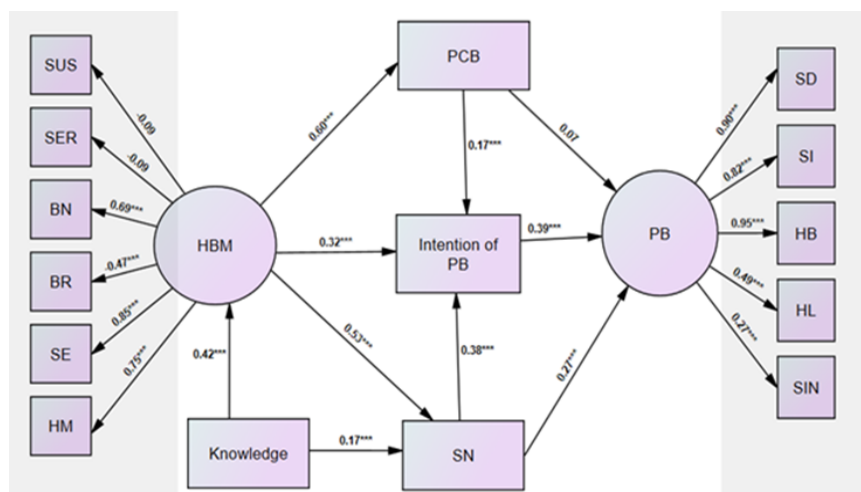 SUS
SER
BN
BR
SE
HM
-0.09
-0.09
0.69***
-0.47***
0.85***
0.75***
HBM
0.60***
0.32***
0.53***
0.42***
Knowledge
0.17***
PCB
0.17***
0.07
Intention of
PB
0.39***
0.38***
SN
0.27***
PB
0.90***
0.82***
0.95***
0.49***
0.27***
SD
SI
HB
HL
SIN